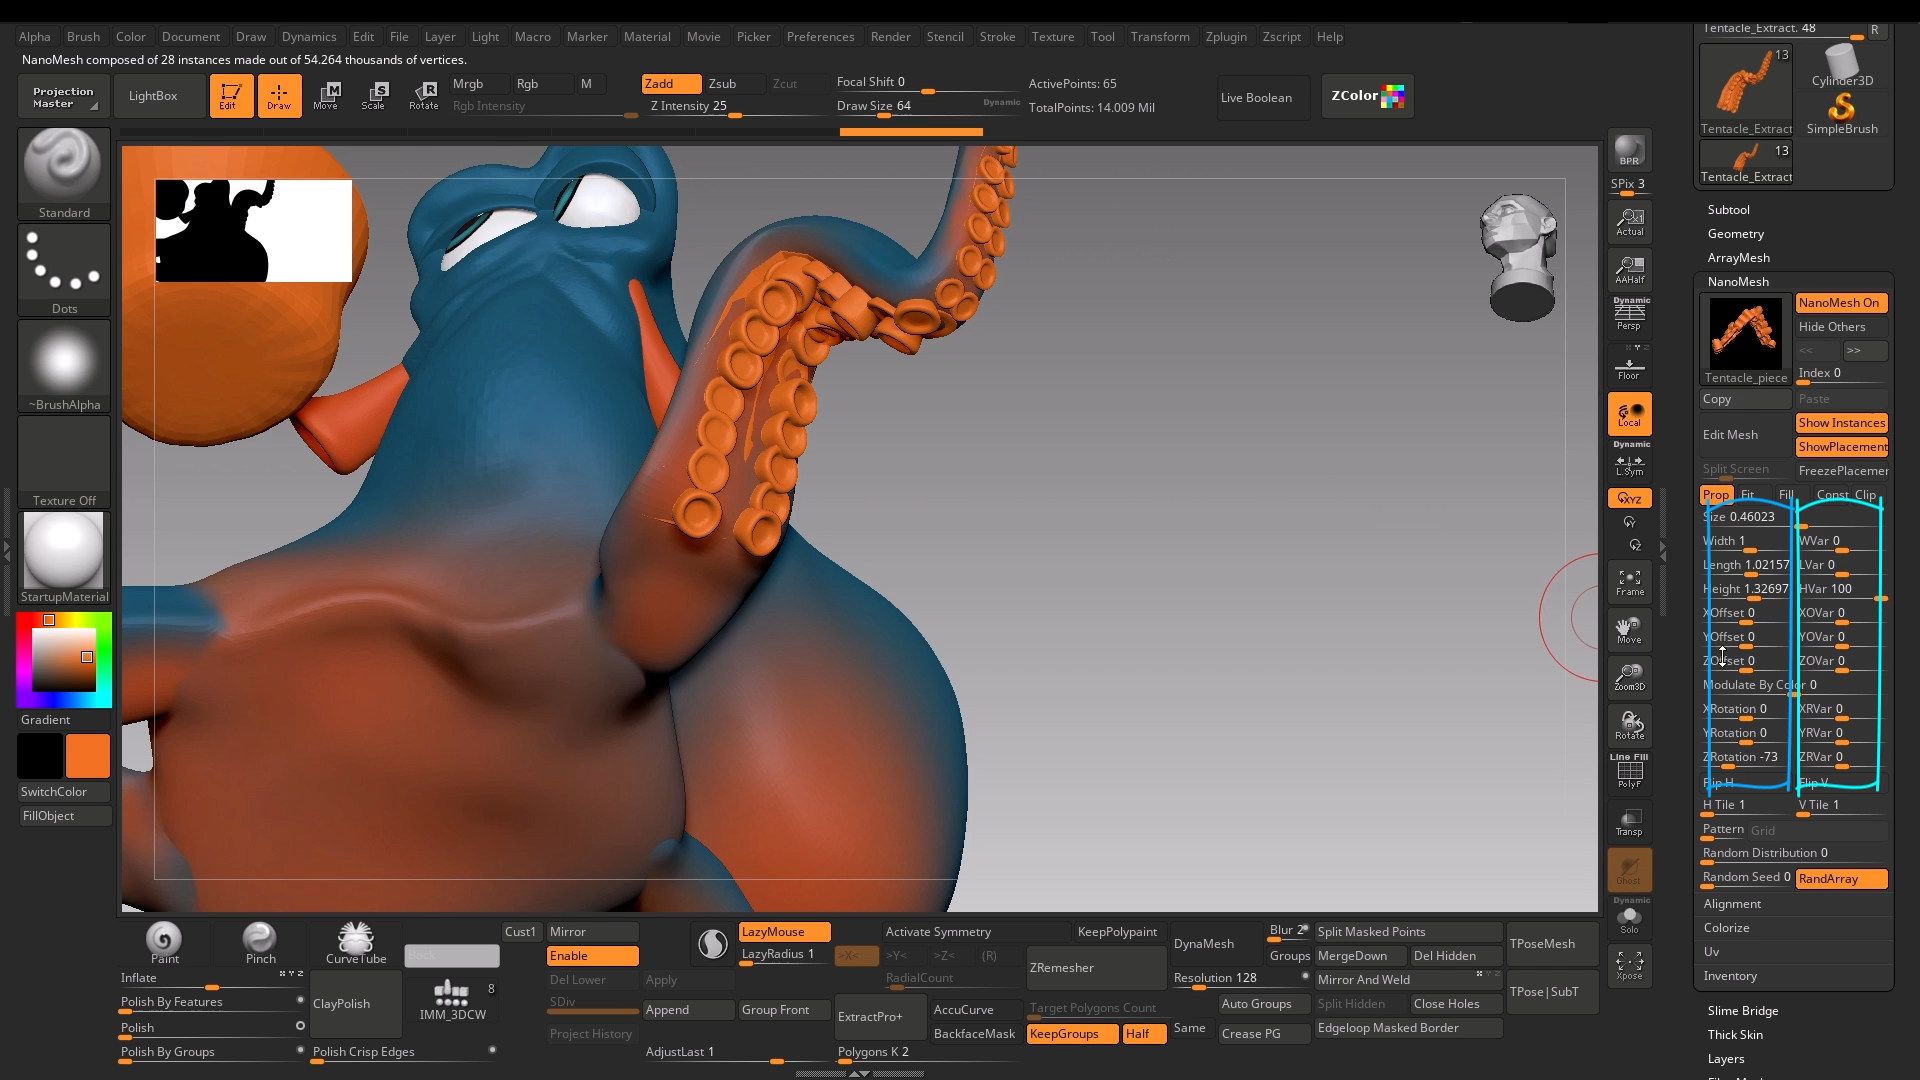 Alpha Brush Color Document Draw Dynamics Edit File Layer Light Macro Marker Material Movie Picker Preferences Render Stencil Stroke Texture Tool Transform Zplugin Zscript Help
NanoMesh composed of 28 instances made out of 54.264 thousands of vertices.
Projection Master
LightBox
Edit
Draw
Move
Scale
Rotate
Mrgb Rgb M
Rgb Intensity
Zadd Zsub Zcut
Z Intensity 25
Focal Shift 0
Draw Size 64
Dynamic
ActivePoints: 65
TotalPoints: 14.009 Mil
Live Boolean
ZColor
Standard
Dots
~BrushAlpha
Texture Off
StartupMaterial
Gradient
SwitchColor
FillObject
BPR
SPix 3
Actual
AAHalf
Dynamic
Persp
Floor
Local
Dynamic
L.Sym
XYZ
Frame
Move
Zoom3D
Rotate
Line Fill
PolyF
Transp
Ghost
Dynamic
Solo
Xpose
Tentacle_Extract. 48 R
13
Tentacle_Extract
Cylinder3D
SimpleBrush
13
Tentacle_Extract
Subtool
Geometry
ArrayMesh
NanoMesh
NanoMesh On
Hide Others
<< >>
Tentacle_piece
Index 0
Copy Paste
Edit Mesh
Show Instances
ShowPlacement
Split Screen FreezePlacemen
Prop Fit Fill Const Clip
Size 0.46023
Width 1 WVar 0
Length 1.02157 LVar 0
Height 1.32697 HVar 100
XOffset 0 XOVar 0
YOffset 0 YOVar 0
ZOffset 0 ZOVar 0
Modulate By Color 0
XRotation 0 XRVar 0
YRotation 0 YRVar 0
ZRotation -73 ZRVar 0
Flip H Flip V
H Tile 1 V Tile 1
Pattern Grid
Random Distribution 0
Random Seed 0 RandArray
Alignment
Colorize
Uv
Inventory
Slime Bridge
Thick Skin
Layers
Paint
Pinch
CurveTube
Back
Cust1
Mirror
Enable
Del Lower
SDiv
Project History
Inflate
Polish By Features
Polish
Polish By Groups
ClayPolish
8
IMM_3DCW
Polish Crisp Edges
LazyMouse
LazyRadius 1
Apply
Append
Group Front
AdjustLast 1
Activate Symmetry
>X< >Y< >Z< (R)
RadialCount
ExtractPro+
AccuCurve
BackfaceMask
Polygons K 2
KeepPolypaint
ZRemesher
Target Polygons Count
KeepGroups Half
Same
DynaMesh
Resolution 128
Blur 2
Groups
Auto Groups
Crease PG
Split Masked Points
MergeDown Del Hidden
Mirror And Weld
Split Hidden Close Holes
Edgeloop Masked Border
TPoseMesh
TPose|SubT